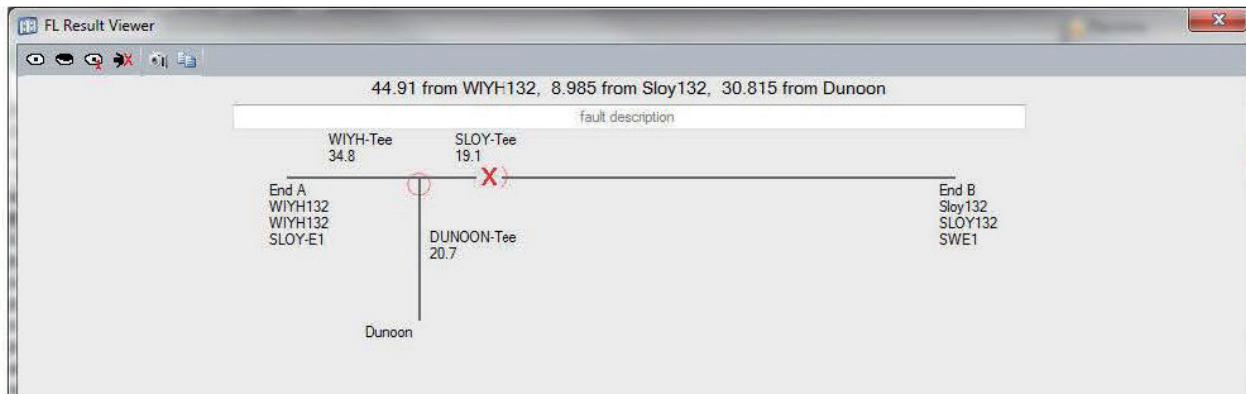 FL Result Viewer
44.91 from WIYH132, 8.985 from Sloy132, 30.815 from Dunoon
fault description
WIYH-Tee
34.8
SLOY-Tee
19.1
X
End A
WIYH132
WIYH132
SLOY-E1
End B
Sloy132
SLOY132
SWE1
DUNOON-Tee
20.7
Dunoon